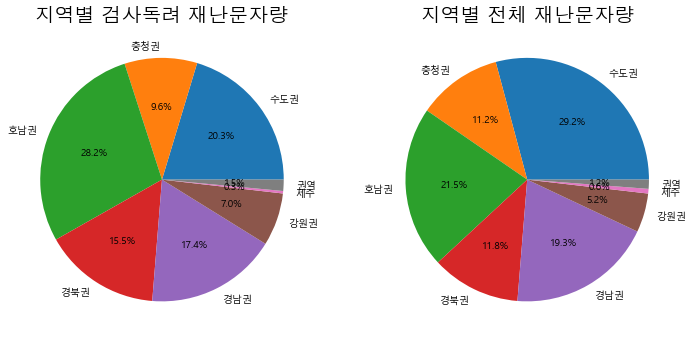 지역별 검사독려 재난문자량
수도권
충청권
호남권
경북권
경남권
강원권
제주
권역
20.3%
9.6%
28.2%
15.5%
17.4%
7.0%
0.3%
1.5%
지역별 전체 재난문자량
수도권
충청권
호남권
경북권
경남권
강원권
제주
권역
29.2%
11.2%
21.5%
11.8%
19.3%
5.2%
0.6%
1.2%